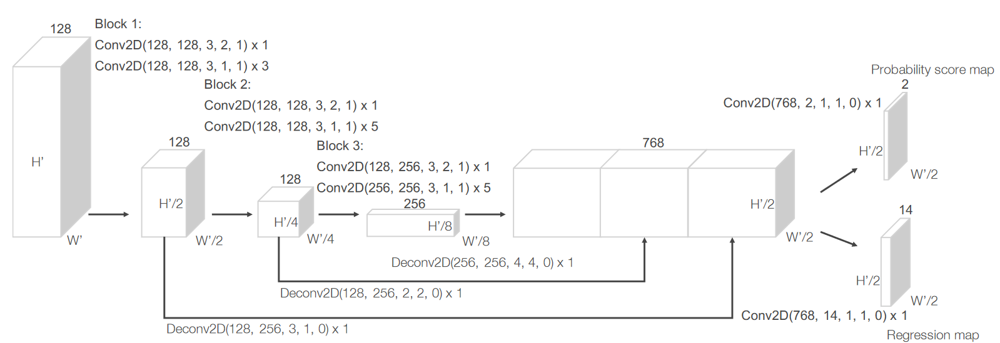 128
Block 1:
Conv2D(128, 128, 3, 2, 1) x 1
Conv2D(128, 128, 3, 1, 1) x 3
Block 2:
Conv2D(128, 128, 3, 2, 1) x 1
Conv2D(128, 128, 3, 1, 1) x 5
Block 3:
Conv2D(128, 256, 3, 2, 1) x 1
Conv2D(256, 256, 3, 1, 1) x 5
H'
W'
128
H'/2
W'/2
128
H'/4
W'/4
256
H'/8
W'/8
768
H'/2
W'/2
Deconv2D(256, 256, 4, 4, 0) x 1
Deconv2D(128, 256, 2, 2, 0) x 1
Deconv2D(128, 256, 3, 1, 0) x 1
Probability score map
2
Conv2D(768, 2, 1, 1, 0) x 1
H'/2
W'/2
14
H'/2
W'/2
Conv2D(768, 14, 1, 1, 0) x 1
Regression map